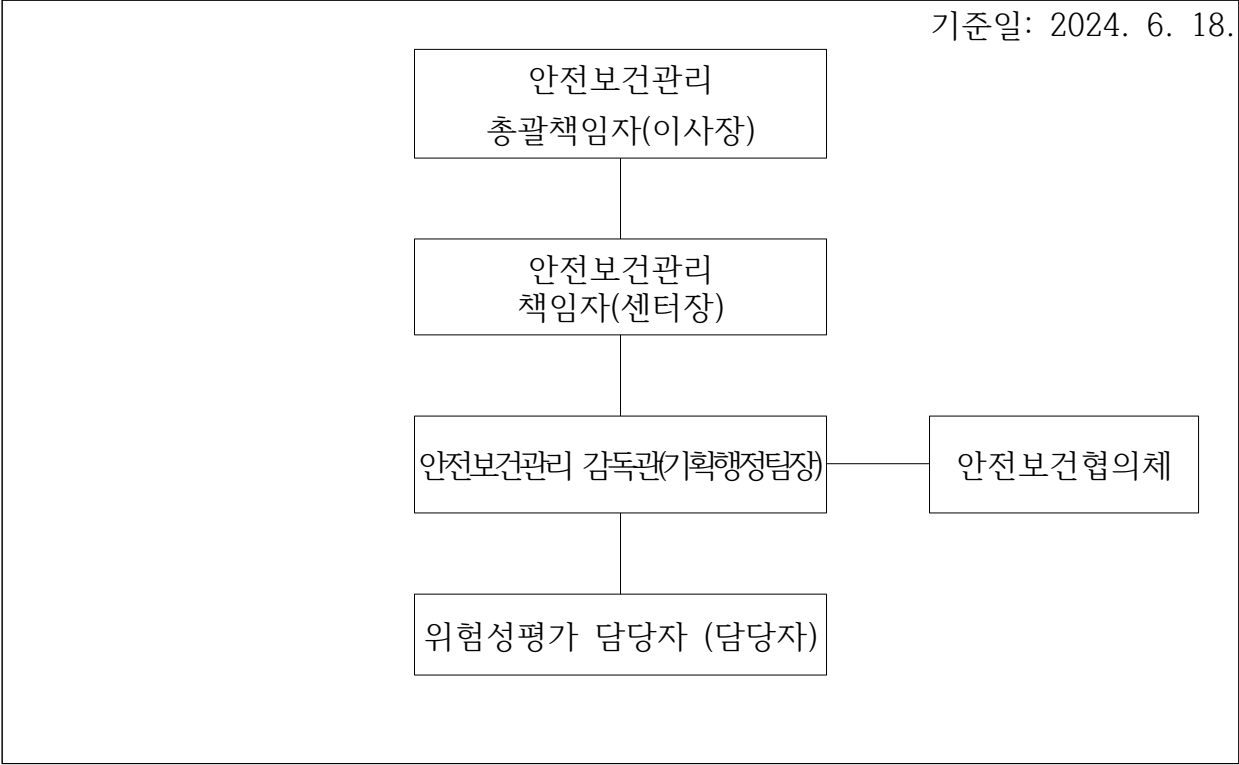 기준일: 2024. 6. 18.
안전보건관리
총괄책임자(이사장)
안전보건관리
책임자(센터장)
안전보건관리 감독관(기획행정팀장)
안전보건협의체
위험성평가 담당자 (담당자)